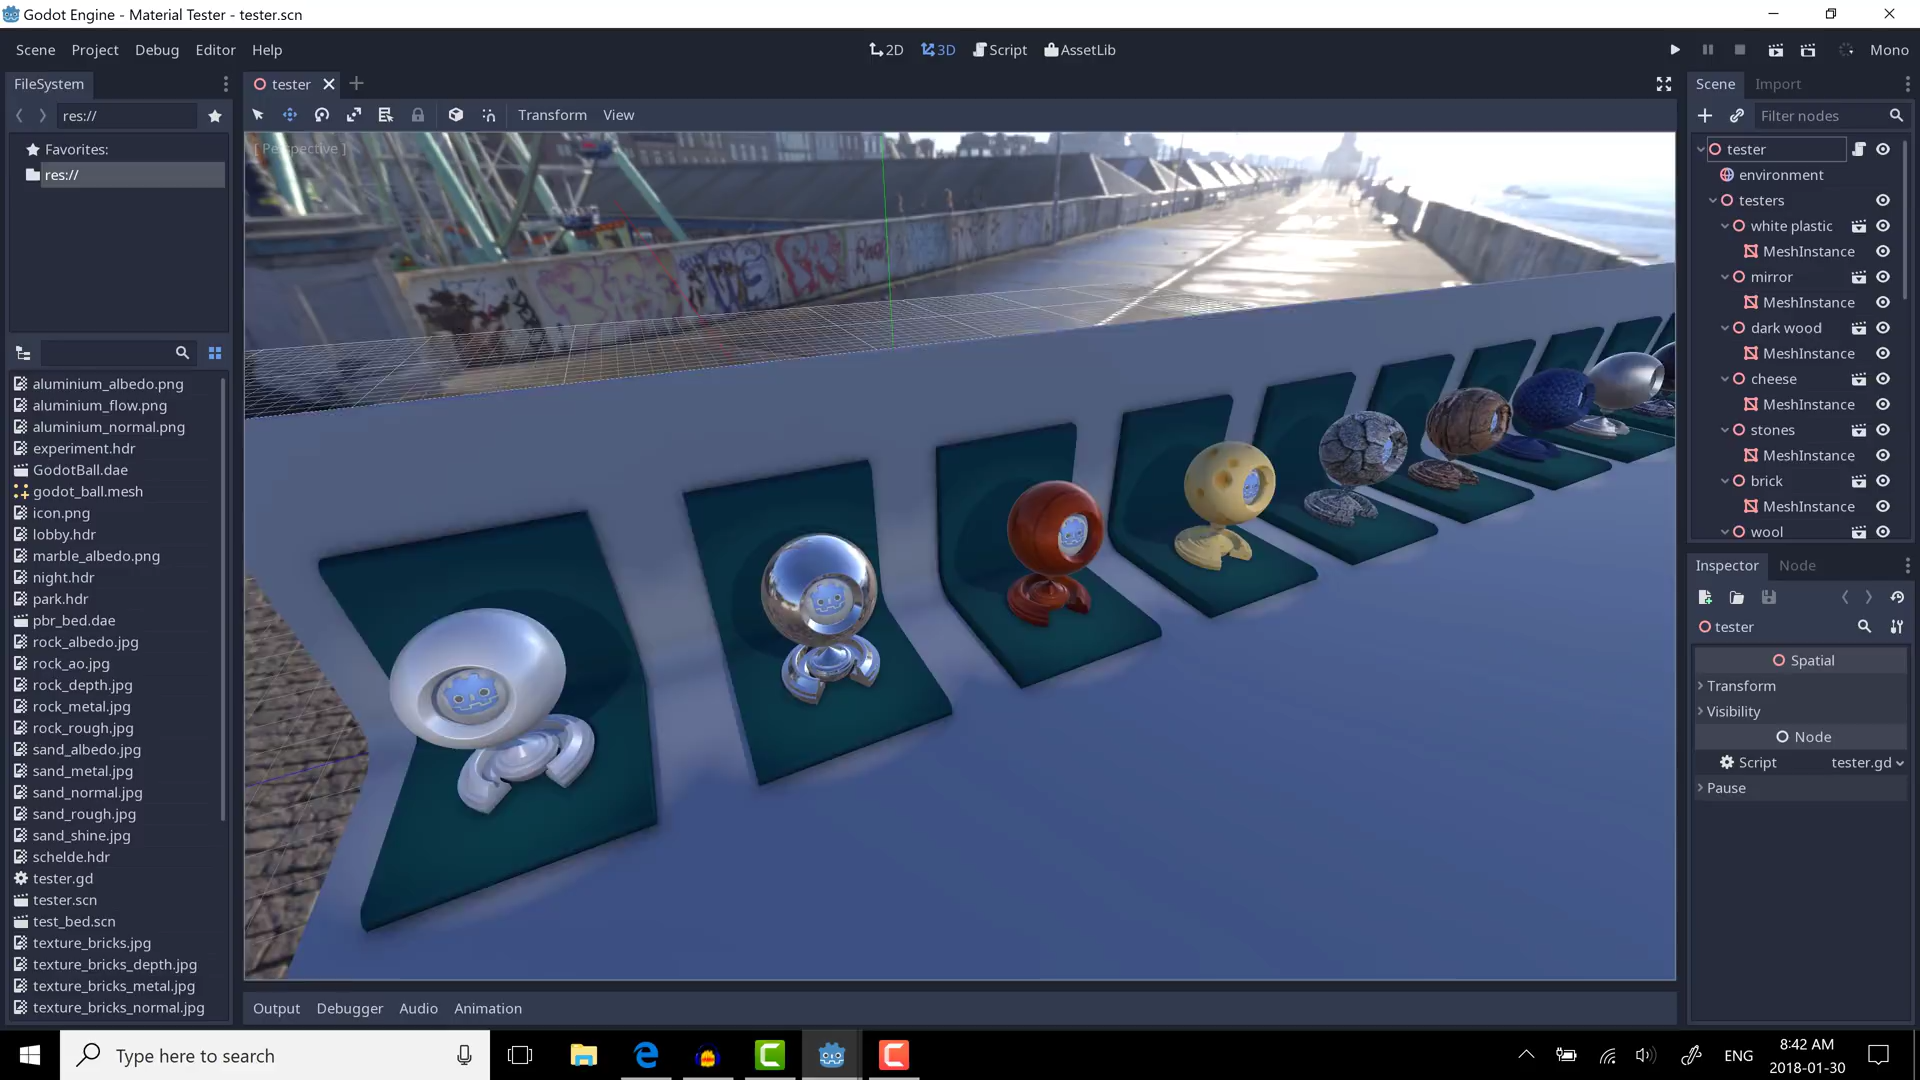 Godot Engine - Material Tester - tester.scn
Scene Project Debug Editor Help
2D 3D Script AssetLib
Mono
FileSystem
res://
Favorites:
res://
aluminium_albedo.png
aluminium_flow.png
aluminium_normal.png
experiment.hdr
GodotBall.dae
godot_ball.mesh
icon.png
lobby.hdr
marble_albedo.png
night.hdr
park.hdr
pbr_bed.dae
rock_albedo.jpg
rock_ao.jpg
rock_depth.jpg
rock_metal.jpg
rock_rough.jpg
sand_albedo.jpg
sand_metal.jpg
sand_normal.jpg
sand_rough.jpg
sand_shine.jpg
schelde.hdr
tester.gd
tester.scn
test_bed.scn
texture_bricks.jpg
texture_bricks_depth.jpg
texture_bricks_metal.jpg
texture_bricks_normal.jpg
tester
Transform View
[ Perspective ]
Output Debugger Audio Animation
Scene Import
Filter nodes
tester
environment
testers
white plastic
MeshInstance
mirror
MeshInstance
dark wood
MeshInstance
cheese
MeshInstance
stones
MeshInstance
brick
MeshInstance
wool
Inspector Node
tester
Spatial
Transform
Visibility
Node
Script tester.gd
Pause
Type here to search
ENG
8:42 AM
2018-01-30